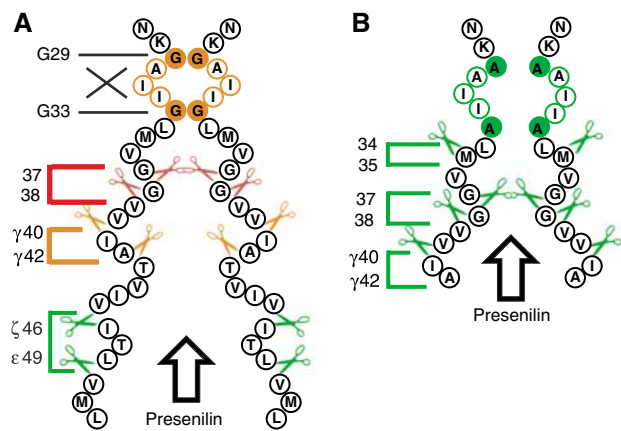 A
G29
G33
37
38
γ40
γ42
ζ46
ε49
N K G A I I G L M V G G V V I A T V I V I T L V M L
N K G A I I G L M V G G V V I A T V I V I T L V M L
Presenilin
B
34
35
37
38
γ40
γ42
N K A A I I A L M V G G V V I A
N K A A I I A L M V G G V V I A
Presenilin